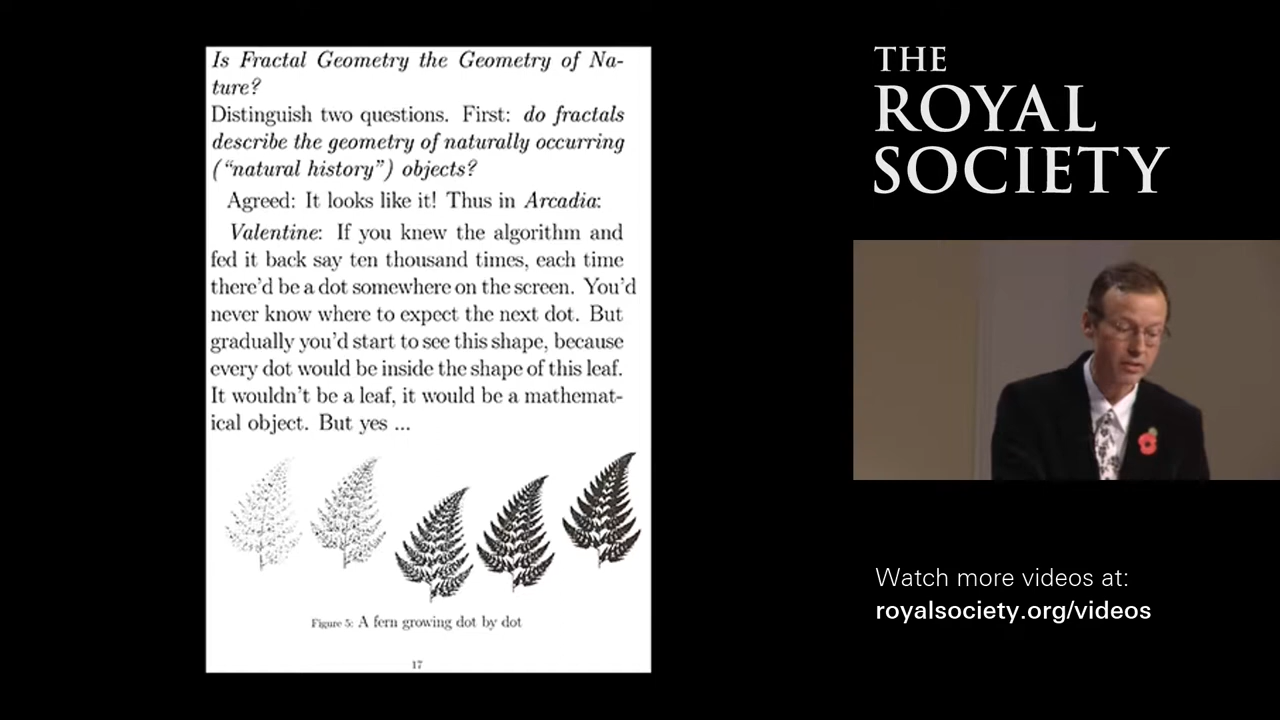 Is Fractal Geometry the Geometry of Na-
ture?
Distinguish two questions. First: do fractals
describe the geometry of naturally occurring
(“natural history”) objects?
Agreed: It looks like it! Thus in Arcadia:
Valentine: If you knew the algorithm and
fed it back say ten thousand times, each time
there’d be a dot somewhere on the screen. You’d
never know where to expect the next dot. But
gradually you’d start to see this shape, because
every dot would be inside the shape of this leaf.
It wouldn’t be a leaf, it would be a mathemat-
ical object. But yes ...
Figure 5: A fern growing dot by dot
17
THE
ROYAL
SOCIETY
Watch more videos at:
royalsociety.org/videos